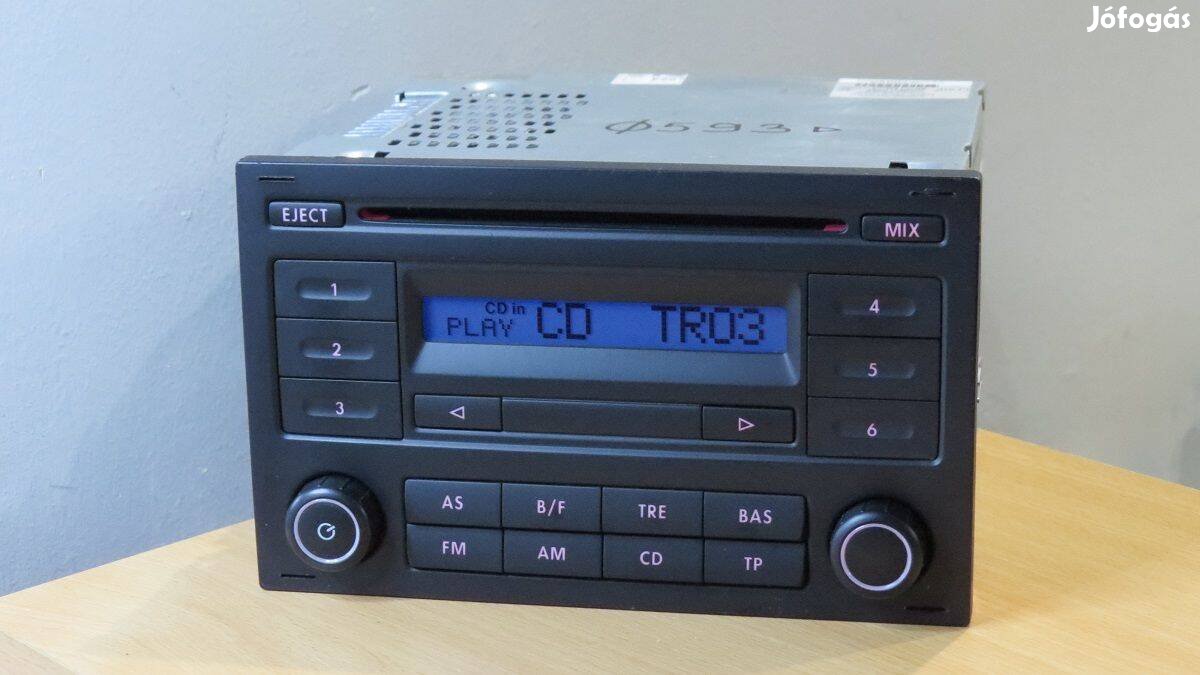 Jófogás
Ø593
EJECT
MIX
1
CD in
PLAY CD TR03
4
2
5
3
6
AS B/F TRE BAS
FM AM CD TP